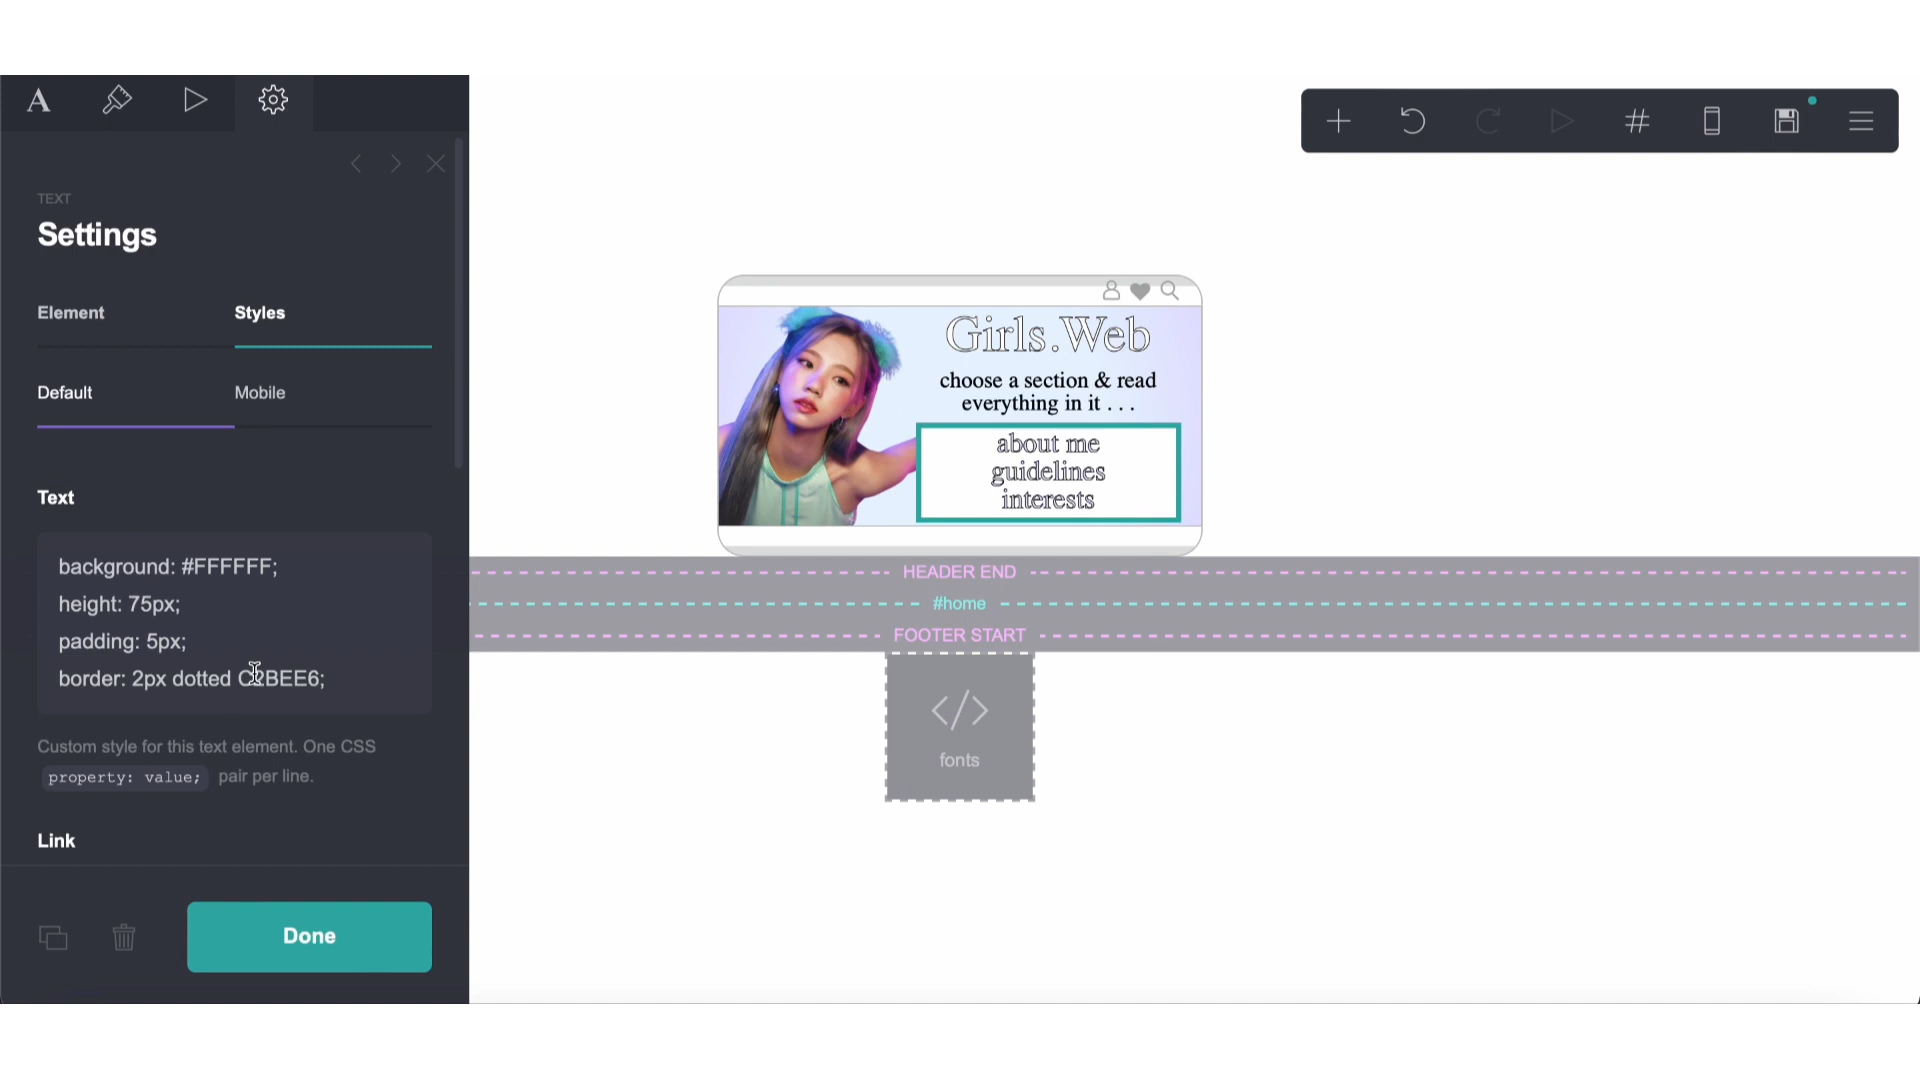 A
TEXT
Settings
Element
Styles
Default
Mobile
Text
background: #FFFFFF;
height: 75px;
padding: 5px;
border: 2px dotted C2BEE6;
Custom style for this text element. One CSS
property: value; pair per line.
Link
Done
Girls.Web
choose a section & read
everything in it . . .
about me
guidelines
interests
HEADER END
#home
FOOTER START
</>
fonts